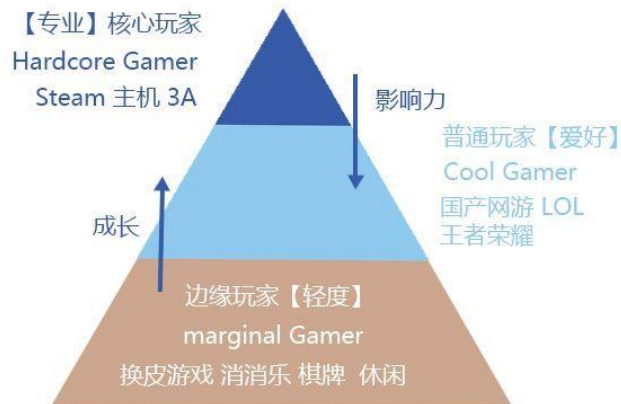 【专业】核心玩家
Hardcore Gamer
Steam 主机 3A
影响力
普通玩家【爱好】
Cool Gamer
国产网游 LOL
王者荣耀
成长
边缘玩家【轻度】
marginal Gamer
换皮游戏 消消乐 棋牌 休闲